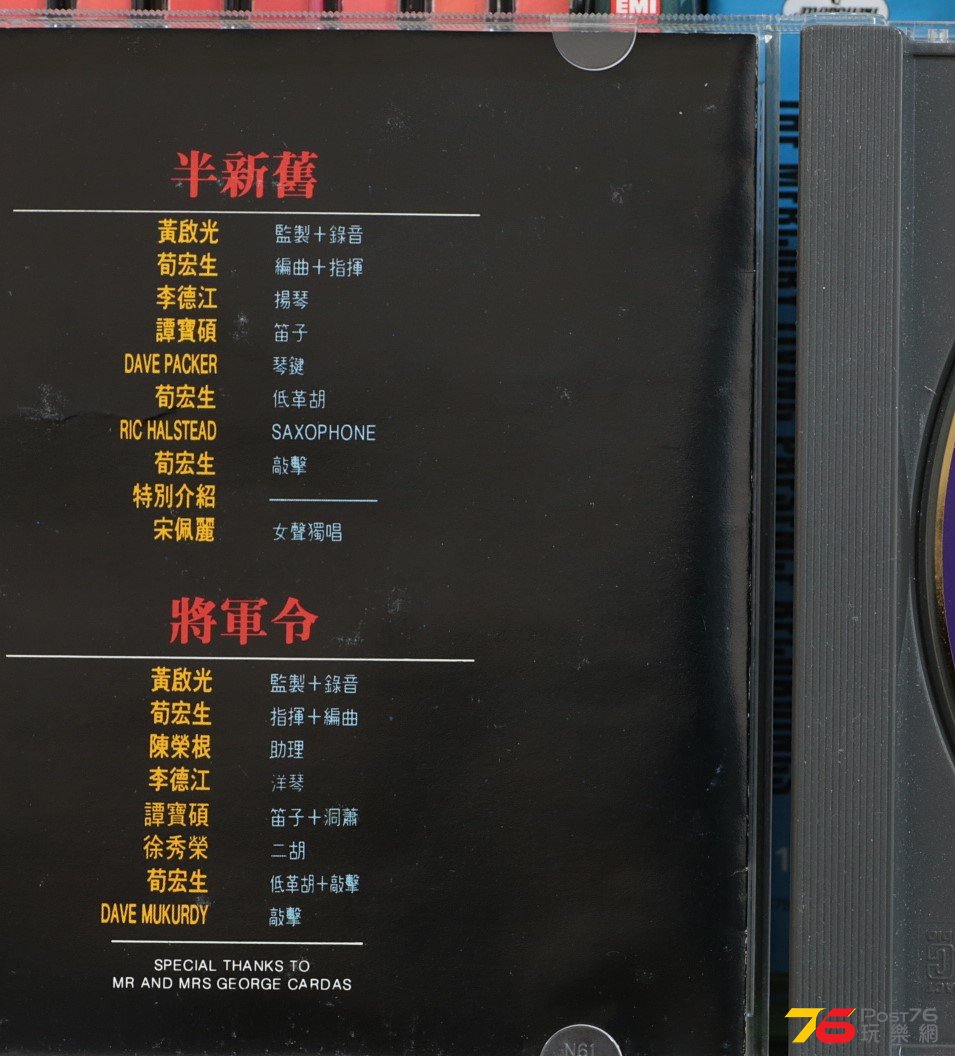 EMI
半新舊
黃啟光 監製+錄音
荀宏生 編曲+指揮
李德江 揚琴
譚寶碩 笛子
DAVE PACKER 琴鍵
荀宏生 低革胡
RIC HALSTEAD SAXOPHONE
荀宏生 敲擊
特別介紹
宋佩麗 女聲獨唱
將軍令
黃啟光 監製+錄音
荀宏生 指揮+編曲
陳榮根 助理
李德江 洋琴
譚寶碩 笛子+洞蕭
徐秀榮 二胡
荀宏生 低革胡+敲擊
DAVE MUKURDY 敲擊
SPECIAL THANKS TO
MR AND MRS GEORGE CARDAS
N61
76 POST76
玩樂網